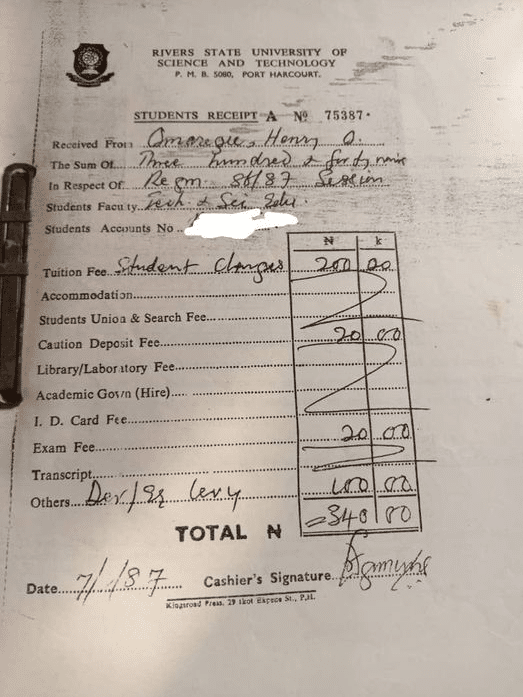 RIVERS STATE UNIVERSITY OF
SCIENCE AND TECHNOLOGY
P. M. B. 5080, PORT HARCOURT.
STUDENTS RECEIPT A Nº 75387
Received From Omoregie, Henry O.
The Sum Of Three hundred & forty naira
In Respect Of 86/87 Session
Students Faculty Tech. & Sci. Edu.
Students Accounts No
₦ k
Tuition Fee Student Charges 200 00
Accommodation
Students Union & Search Fee
Caution Deposit Fee 20 00
Library/Laboratory Fee
Academic Gown (Hire)
I. D. Card Fee
Exam Fee 20 00
Transcript
Others Dev/ levy 100 00
TOTAL ₦ =340 00
Date 7/1/87 Cashier's Signature
Kingsroad Press, 29 Ikot Ekpene St., P.H.